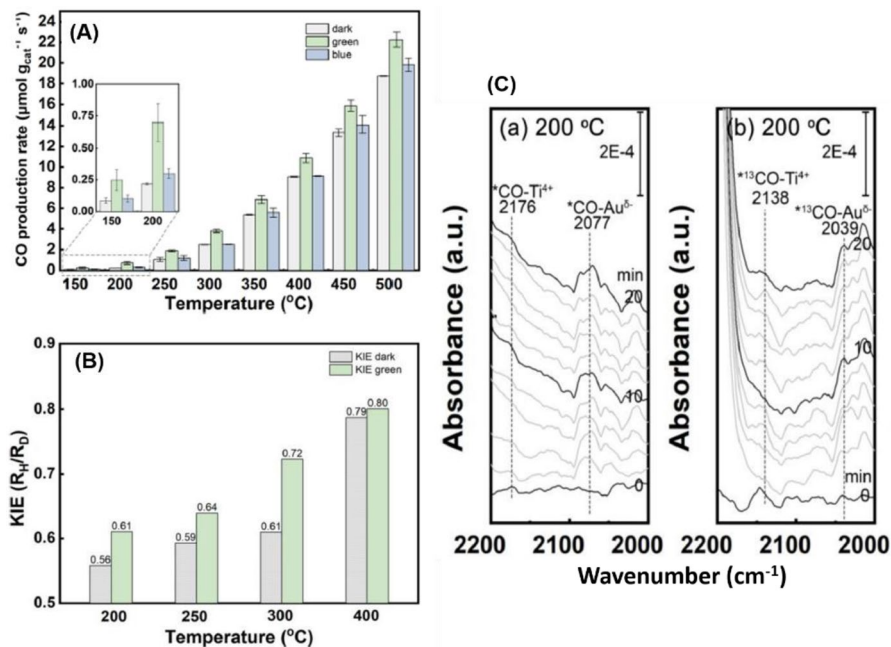 (A)
CO production rate (μmol gcat⁻¹ s⁻¹)
24
22
20
18
16
14
12
10
8
6
4
2
0
dark
green
blue
1.00
0.75
0.50
0.25
0.00
150 200
150 200 250 300 350 400 450 500
Temperature (°C)
(B)
KIE (RH/RD)
0.9
0.8
0.7
0.6
0.5
KIE dark
KIE green
0.56 0.61 0.59 0.64 0.61 0.72 0.79 0.80
200 250 300 400
Temperature (°C)
(C)
(a) 200 °C
2E-4
*CO-Ti⁴⁺
2176
*CO-Auᵟ⁻
2077
min
20
10
0
Absorbance (a.u.)
2200 2100 2000
(b) 200 °C
2E-4
*¹³CO-Ti⁴⁺
2138
*¹³CO-Auᵟ⁻
2039
20
10
min
0
Absorbance (a.u.)
2200 2100 2000
Wavenumber (cm⁻¹)